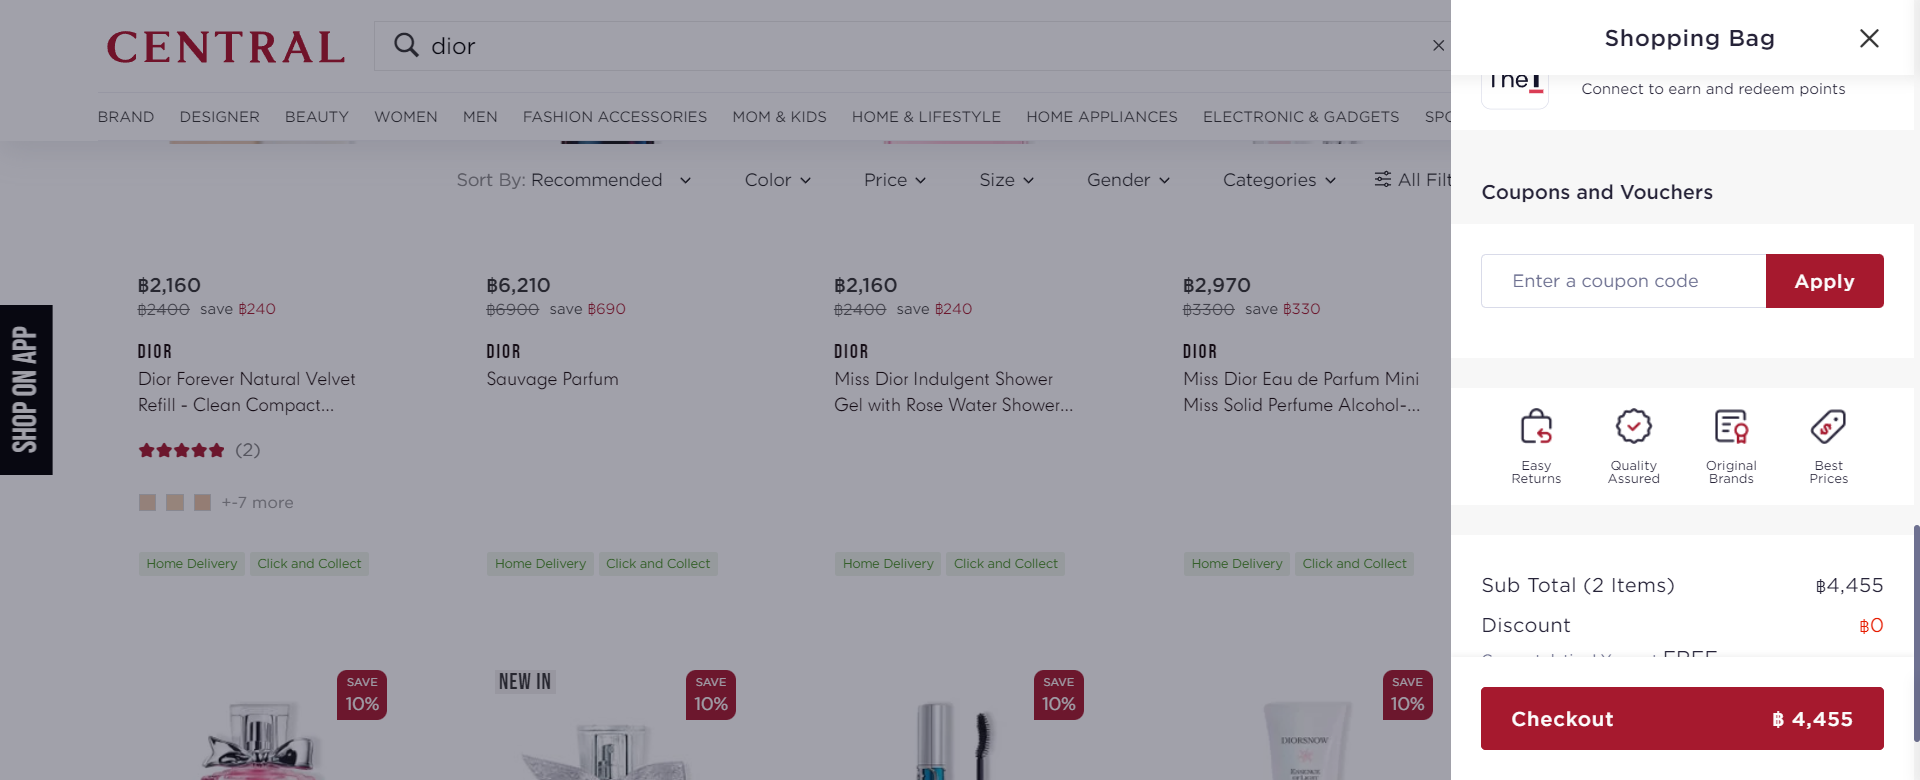 CENTRAL
dior
BRAND DESIGNER BEAUTY WOMEN MEN FASHION ACCESSORIES MOM & KIDS HOME & LIFESTYLE HOME APPLIANCES ELECTRONIC & GADGETS
Sort By: Recommended Color Price Size Gender Categories All
SHOP ON APP
฿2,160
฿2400 save ฿240
DIOR
Dior Forever Natural Velvet
Refill - Clean Compact...
(2)
+-7 more
Home Delivery Click and Collect
฿6,210
฿6900 save ฿690
DIOR
Sauvage Parfum
Home Delivery Click and Collect
฿2,160
฿2400 save ฿240
DIOR
Miss Dior Indulgent Shower
Gel with Rose Water Shower...
Home Delivery Click and Collect
฿2,970
฿3300 save ฿330
DIOR
Miss Dior Eau de Parfum Mini
Miss Solid Perfume Alcohol-...
Home Delivery Click and Collect
SAVE
10%
NEW IN
SAVE
10%
SAVE
10%
SAVE
10%
DIORSNOW
ESSENCE
OF LIGHT
Shopping Bag
The1
Connect to earn and redeem points
Coupons and Vouchers
Enter a coupon code
Apply
Easy
Returns
Quality
Assured
Original
Brands
Best
Prices
Sub Total (2 Items) ฿4,455
Discount ฿0
FREE
Checkout ฿ 4,455